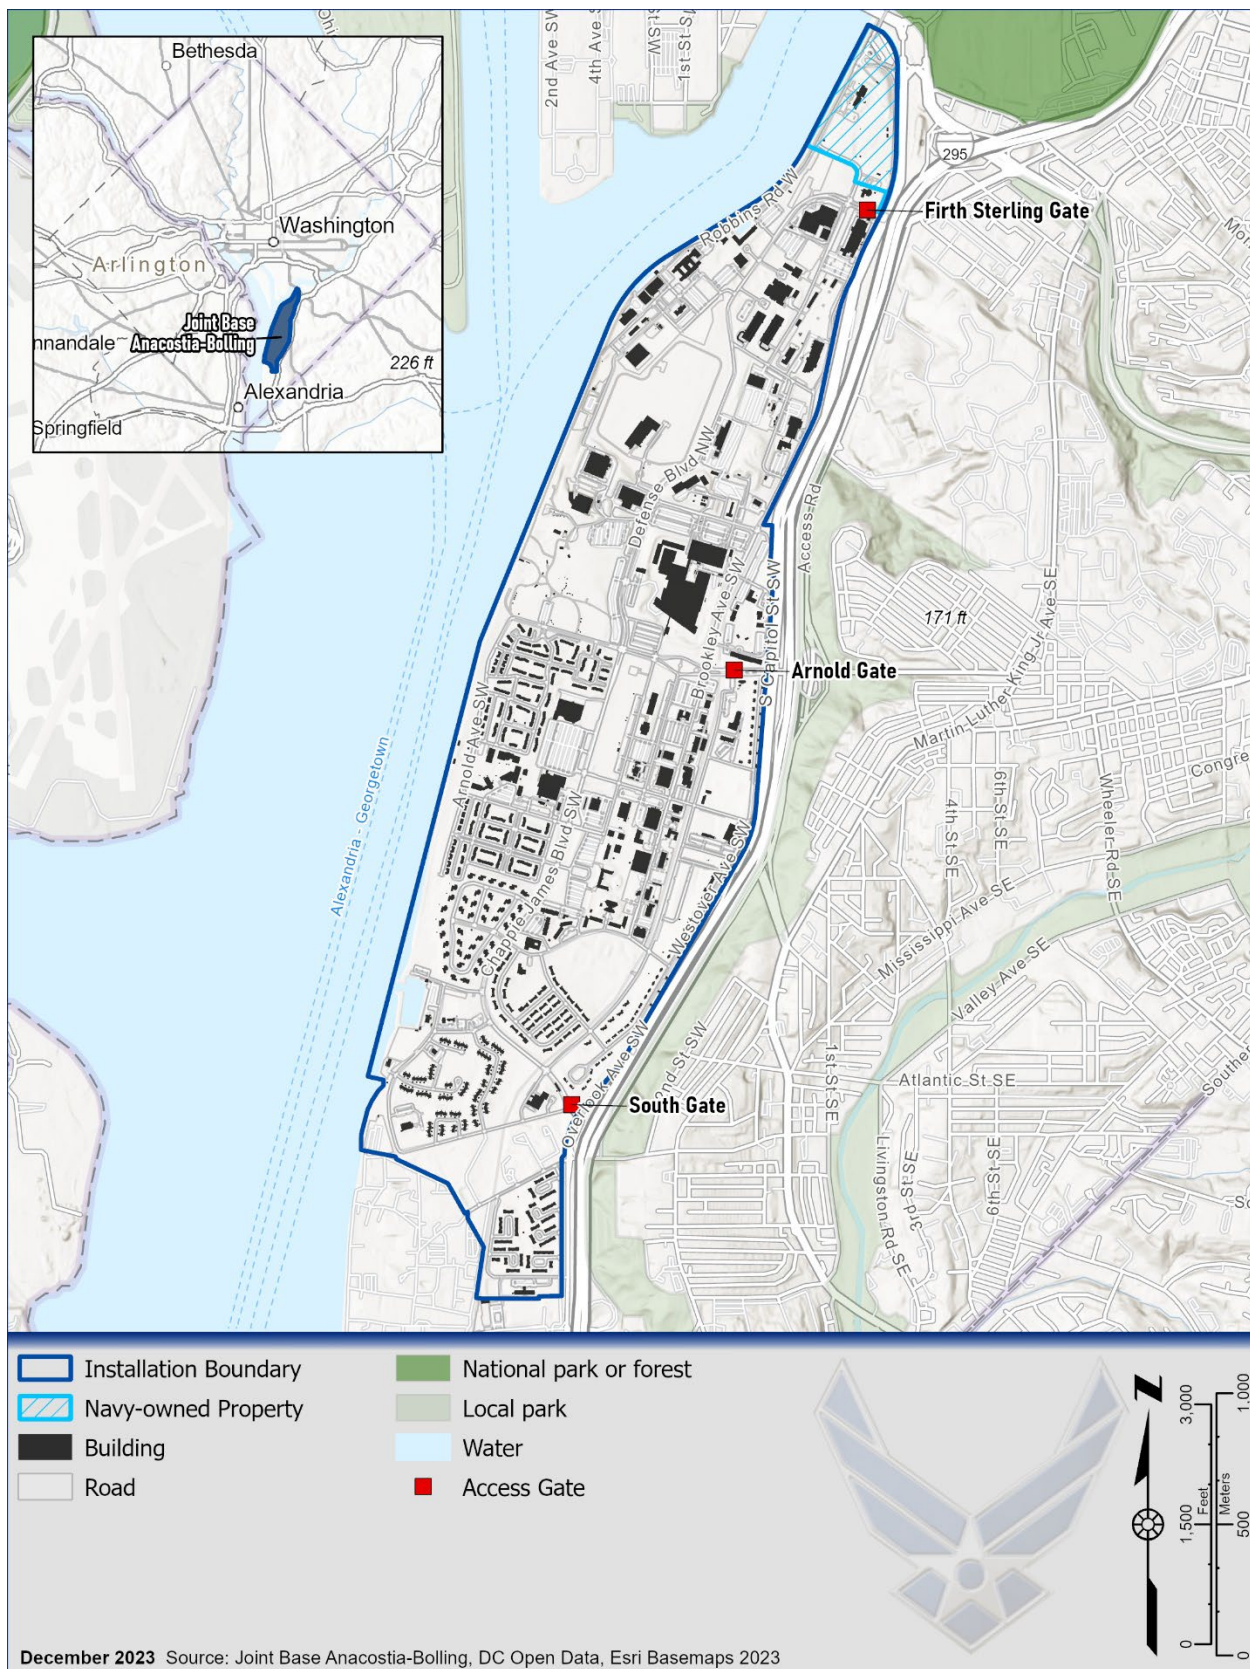 Bethesda
Washington
Arlington
Joint Base
Anacostia-Bolling
nnandale
226 ft
Alexandria
Springfield
2nd Ave SW
4th Ave S
1st St SW
295
Robbins Rd W
Firth Sterling Gate
Defense Blvd NW
Access Rd
Brookley Ave SW
S Capitol St SW
171 ft
Arnold Gate
Martin Luther King Jr Ave SE
Arnold Ave SW
Alexandria - Georgetown
Chappie James Blvd SW
Westover Ave SW
4th St SE
6th St SE
Wheeler Rd SE
Congre
Mississippi Ave SE
Valley Ave SE
Overlook Ave SW
2nd St SW
1st St SE
Atlantic St SE
Souther
South Gate
Livingston Rd SE
3rd St SE
6th St SE
Installation Boundary
National park or forest
Navy-owned Property
Local park
Building
Water
Road
Access Gate
N
3,000
1,500
0
Feet
Meters
1,000
500
0
December 2023 Source: Joint Base Anacostia-Bolling, DC Open Data, Esri Basemaps 2023